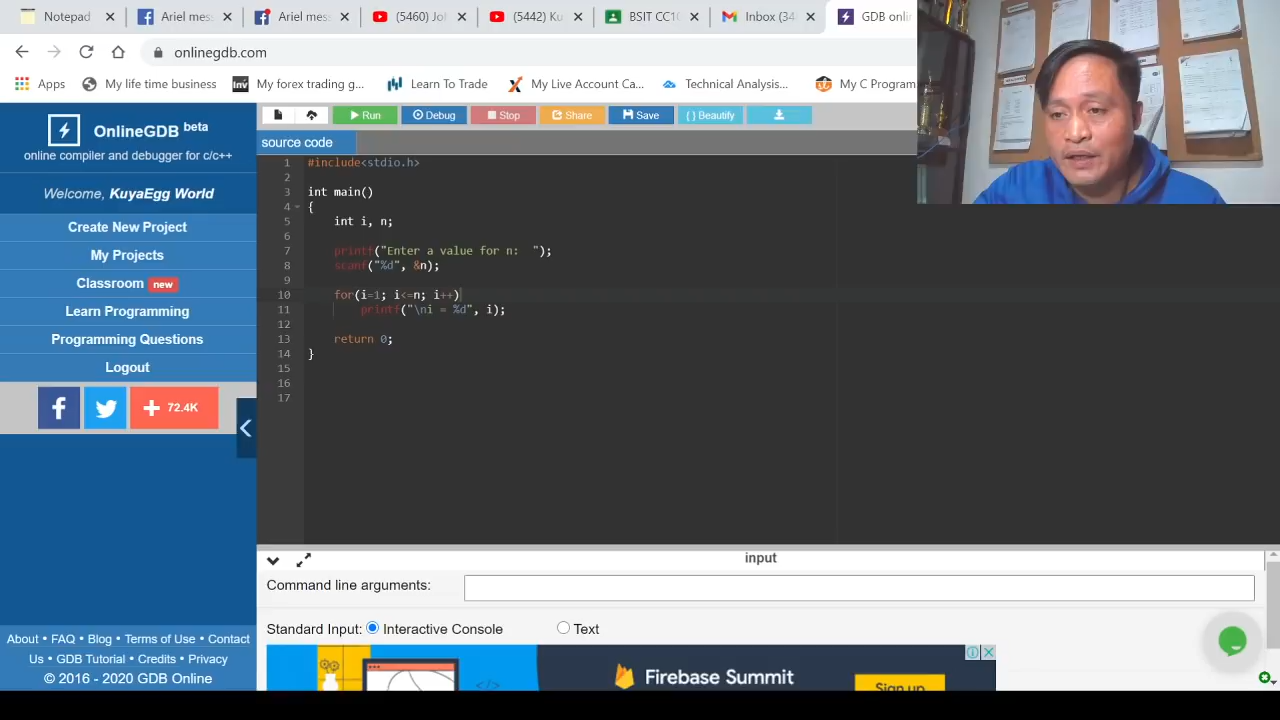 Notepad
Ariel mes
Ariel mess
(5460) Jol
(5442) Ku
BSIT CC10
Inbox (34
GDB onli
onlinegdb.com
Apps
My life time business
inv
My forex trading g...
Learn To Trade
My Live Account Ca...
Technical Analysis...
My C Program
OnlineGDB beta
online compiler and debugger for c/c++
Welcome, KuyaEgg World
Create New Project
My Projects
Classroom new
Learn Programming
Programming Questions
Logout
72.4K
About • FAQ • Blog • Terms of Use • Contact
Us • GDB Tutorial • Credits • Privacy
© 2016 - 2020 GDB Online
Run
Debug
Stop
Share
Save
{ } Beautify
source code
1 #include<stdio.h>
2
3 int main()
4 {
5 int i, n;
6
7 printf("Enter a value for n:  ");
8 scanf("%d", &n);
9
10 for(i=1; i<=n; i++)
11 printf("\ni = %d", i);
12
13 return 0;
14 }
15
16
17
input
Command line arguments:
Standard Input: Interactive Console Text
Firebase Summit
Sign up